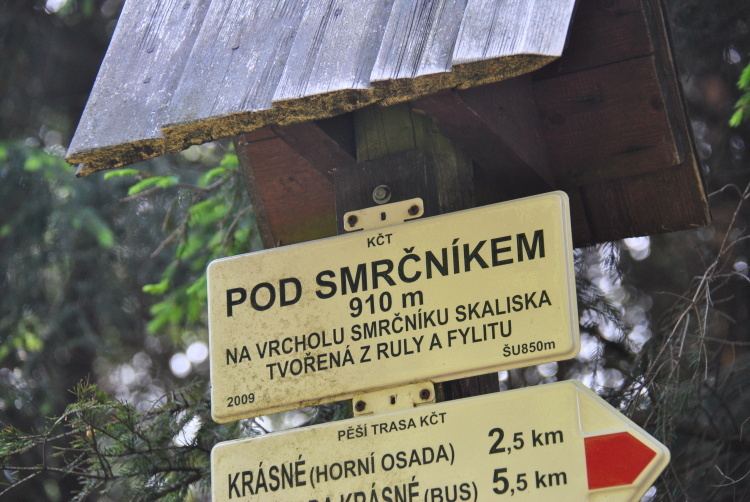 KČT
POD SMRČNÍKEM
910 m
NA VRCHOLU SMRČNÍKU SKALISKA
TVOŘENÁ Z RULY A FYLITU
2009 ŠU850m
PĚŠÍ TRASA KČT
KRÁSNÉ (HORNÍ OSADA) 2,5 km
KRÁSNÉ (BUS) 5,5 km